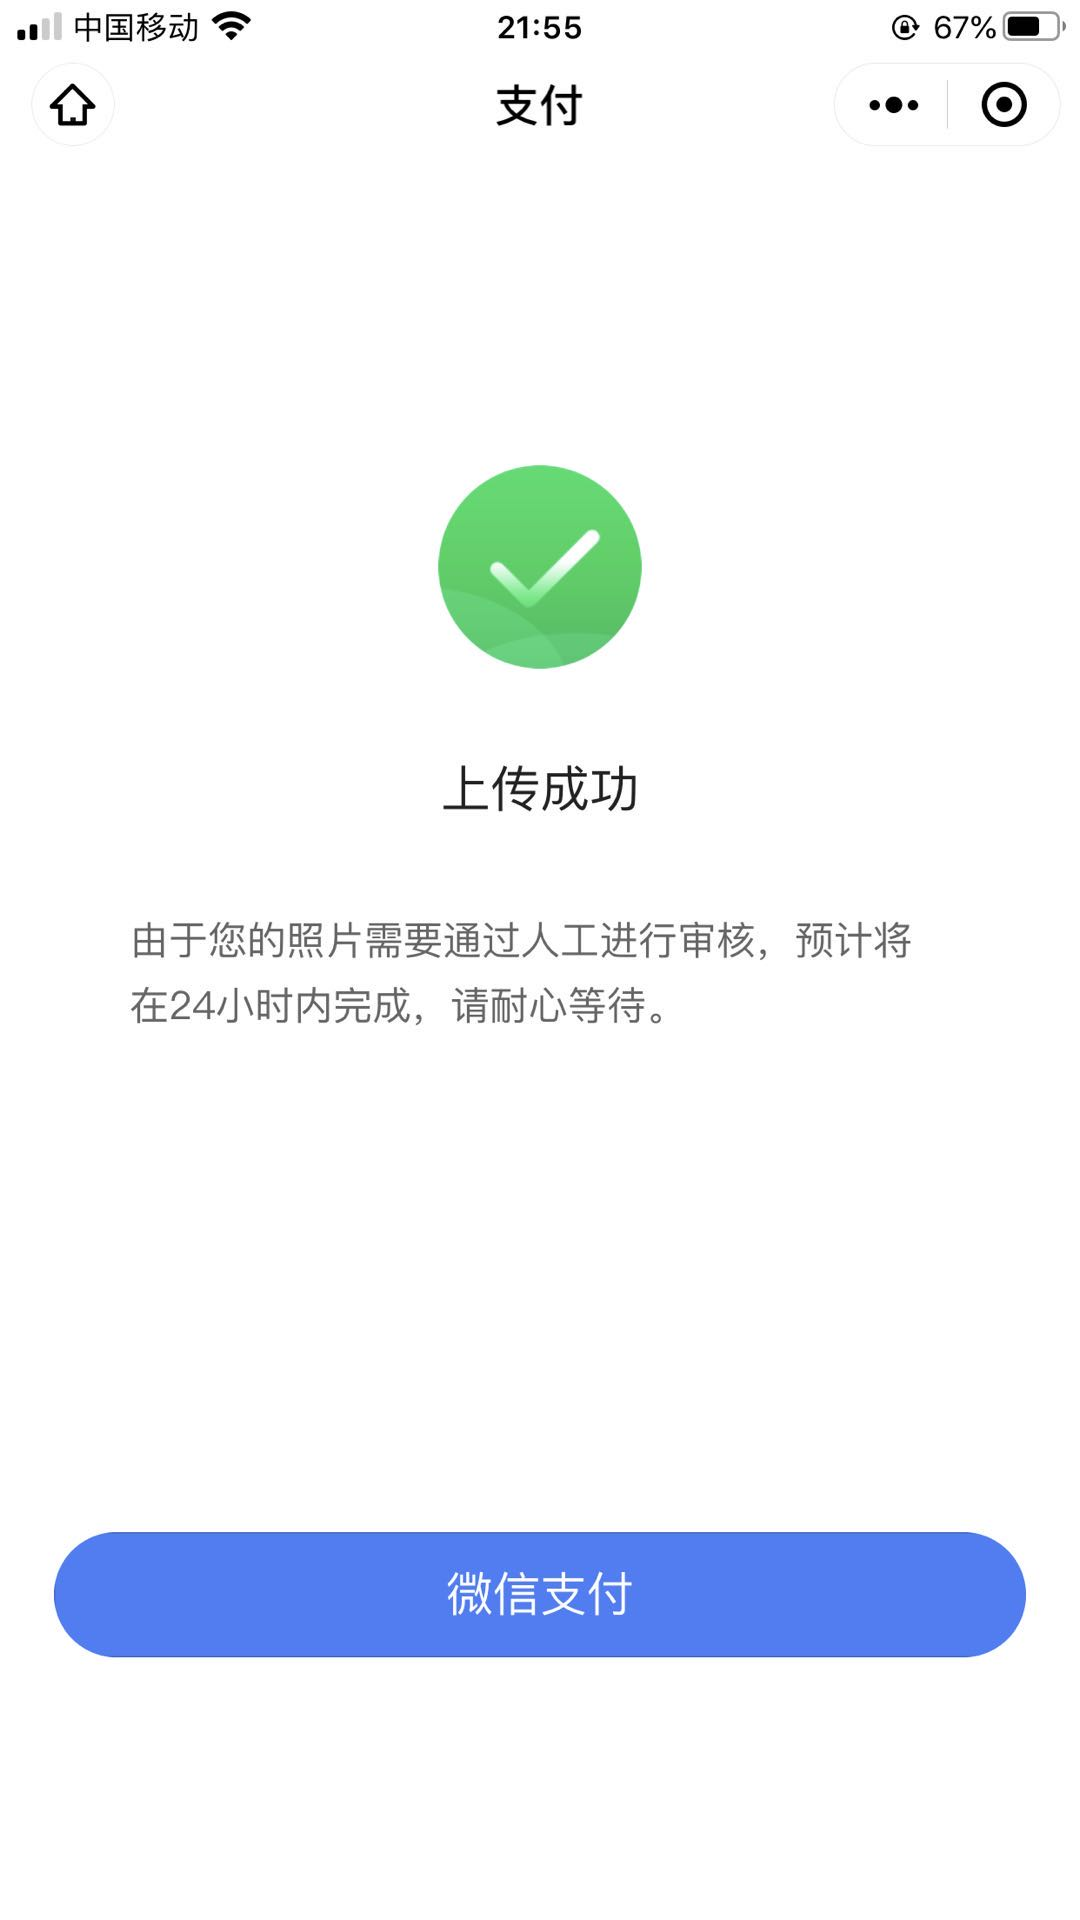 中国移动 21:55 67%
支付
上传成功
由于您的照片需要通过人工进行审核，预计将
在24小时内完成，请耐心等待。
微信支付